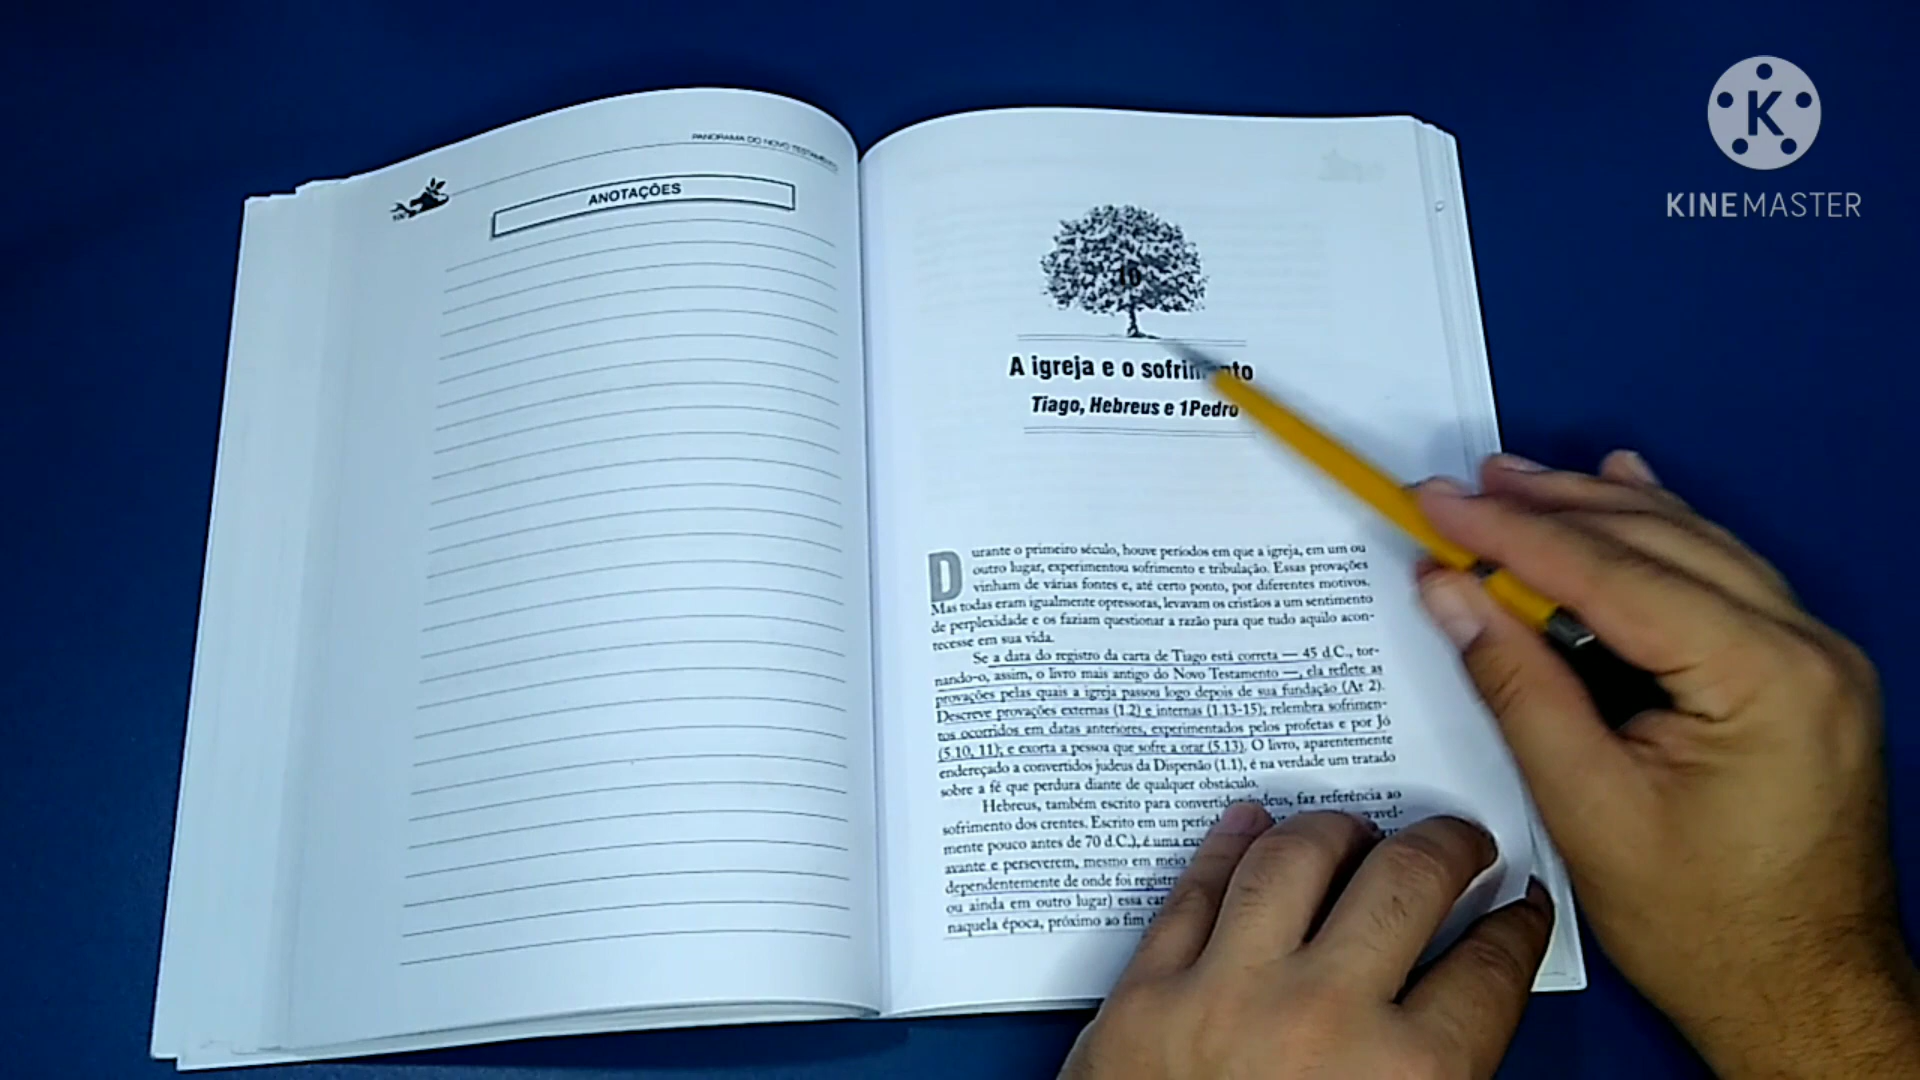 PANORAMA DO NOVO TESTAMENTO
ANOTAÇÕES
10
A igreja e o sofrimento
Tiago, Hebreus e 1Pedro
Durante o primeiro século, houve períodos em que a igreja, em um ou
outro lugar, experimentou sofrimento e tribulação. Essas provações
vinham de várias fontes e, até certo ponto, por diferentes motivos.
Mas todas eram igualmente opressoras, levavam os cristãos a um sentimento
de perplexidade e os faziam questionar a razão para que tudo aquilo acon-
tecesse em sua vida.
Se a data do registro da carta de Tiago está correta — 45 d.C., tor-
nando-o, assim, o livro mais antigo do Novo Testamento —, ela reflete as
provações pelas quais a igreja passou logo depois de sua fundação (At 2).
Descreve provações externas (1.2) e internas (1.13-15); relembra sofrimen-
tos ocorridos em datas anteriores, experimentados pelos profetas e por Jó
(5.10, 11); e exorta a pessoa que sofre a orar (5.13). O livro, aparentemente
endereçado a convertidos judeus da Dispersão (1.1), é na verdade um tratado
sobre a fé que perdura diante de qualquer obstáculo.
Hebreus, também escrito para convertidos judeus, faz referência ao
sofrimento dos crentes. Escrito em um
mente pouco antes de 70 d.C.), é uma
avante e perseverem, mesmo em meio
dependentemente de onde foi
ou ainda em outro lugar) essa
naquela época, próximo ao fim
K
KINEMASTER